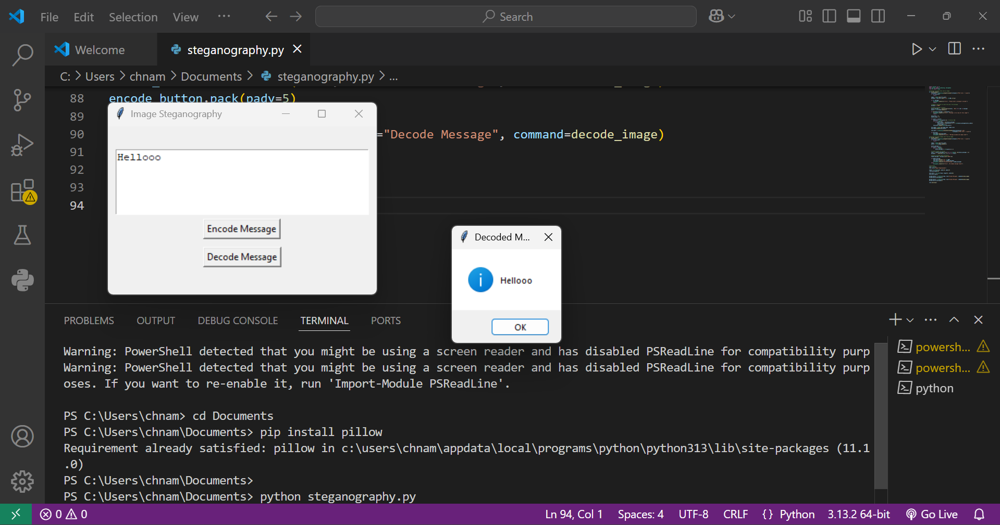 File Edit Selection View ··· Search
Welcome steganography.py
C: > Users > chnam > Documents > steganography.py > ...
88 encode_button.pack(pady=5)
Image Steganography
89
90 ="Decode Message", command=decode_image)
91
Hellooo
92
93
94
Encode Message
Decode Message
Decoded M...
Hellooo
OK
PROBLEMS OUTPUT DEBUG CONSOLE TERMINAL PORTS
Warning: PowerShell detected that you might be using a screen reader and has disabled PSReadLine for compatibility purp
Warning: PowerShell detected that you might be using a screen reader and has disabled PSReadLine for compatibility purp
oses. If you want to re-enable it, run 'Import-Module PSReadLine'.
PS C:\Users\chnam> cd Documents
PS C:\Users\chnam\Documents> pip install pillow
Requirement already satisfied: pillow in c:\users\chnam\appdata\local\programs\python\python313\lib\site-packages (11.1
.0)
PS C:\Users\chnam\Documents>
PS C:\Users\chnam\Documents> python steganography.py
powersh...
powersh...
python
0 0 Ln 94, Col 1 Spaces: 4 UTF-8 CRLF {} Python 3.13.2 64-bit Go Live